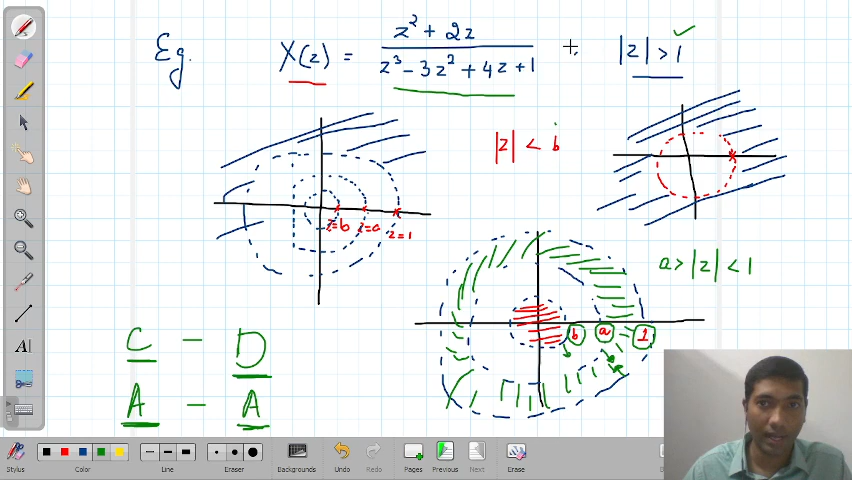 Eg. X(z) = z² + 2z / z³ - 3z² + 4z + 1 |z| > 1 ✓
|z| < b
z=b z=a z=1
a > |z| < 1
b a 1
C - D
A - A
Stylus Color Line Eraser Backgrounds Undo Redo Pages Previous Next Erase